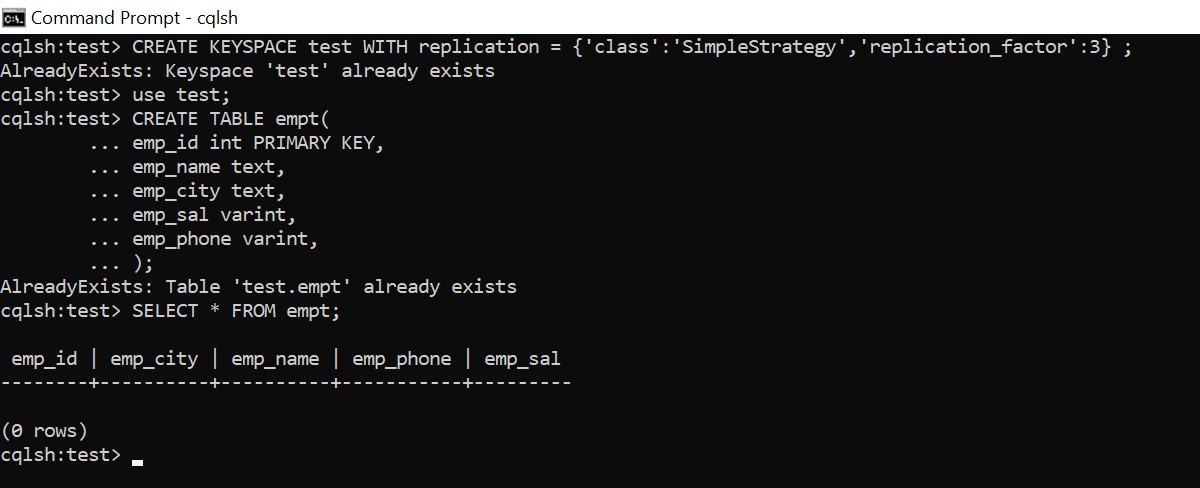 Command Prompt - cqlsh
cqlsh:test> CREATE KEYSPACE test WITH replication = {'class':'SimpleStrategy','replication_factor':3} ;
AlreadyExists: Keyspace 'test' already exists
cqlsh:test> use test;
cqlsh:test> CREATE TABLE empt(
        ... emp_id int PRIMARY KEY,
        ... emp_name text,
        ... emp_city text,
        ... emp_sal varint,
        ... emp_phone varint,
        ... );
AlreadyExists: Table 'test.empt' already exists
cqlsh:test> SELECT * FROM empt;
 emp_id | emp_city | emp_name | emp_phone | emp_sal
--------+----------+----------+-----------+---------
(0 rows)
cqlsh:test>